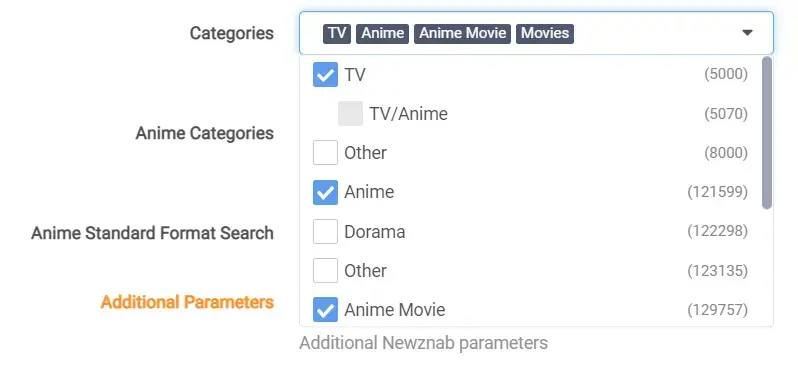 Categories
TV Anime Anime Movie Movies
TV (5000)
TV/Anime (5070)
Anime Categories
Other (8000)
Anime (121599)
Anime Standard Format Search
Dorama (122298)
Other (123135)
Additional Parameters
Anime Movie (129757)
Additional Newznab parameters